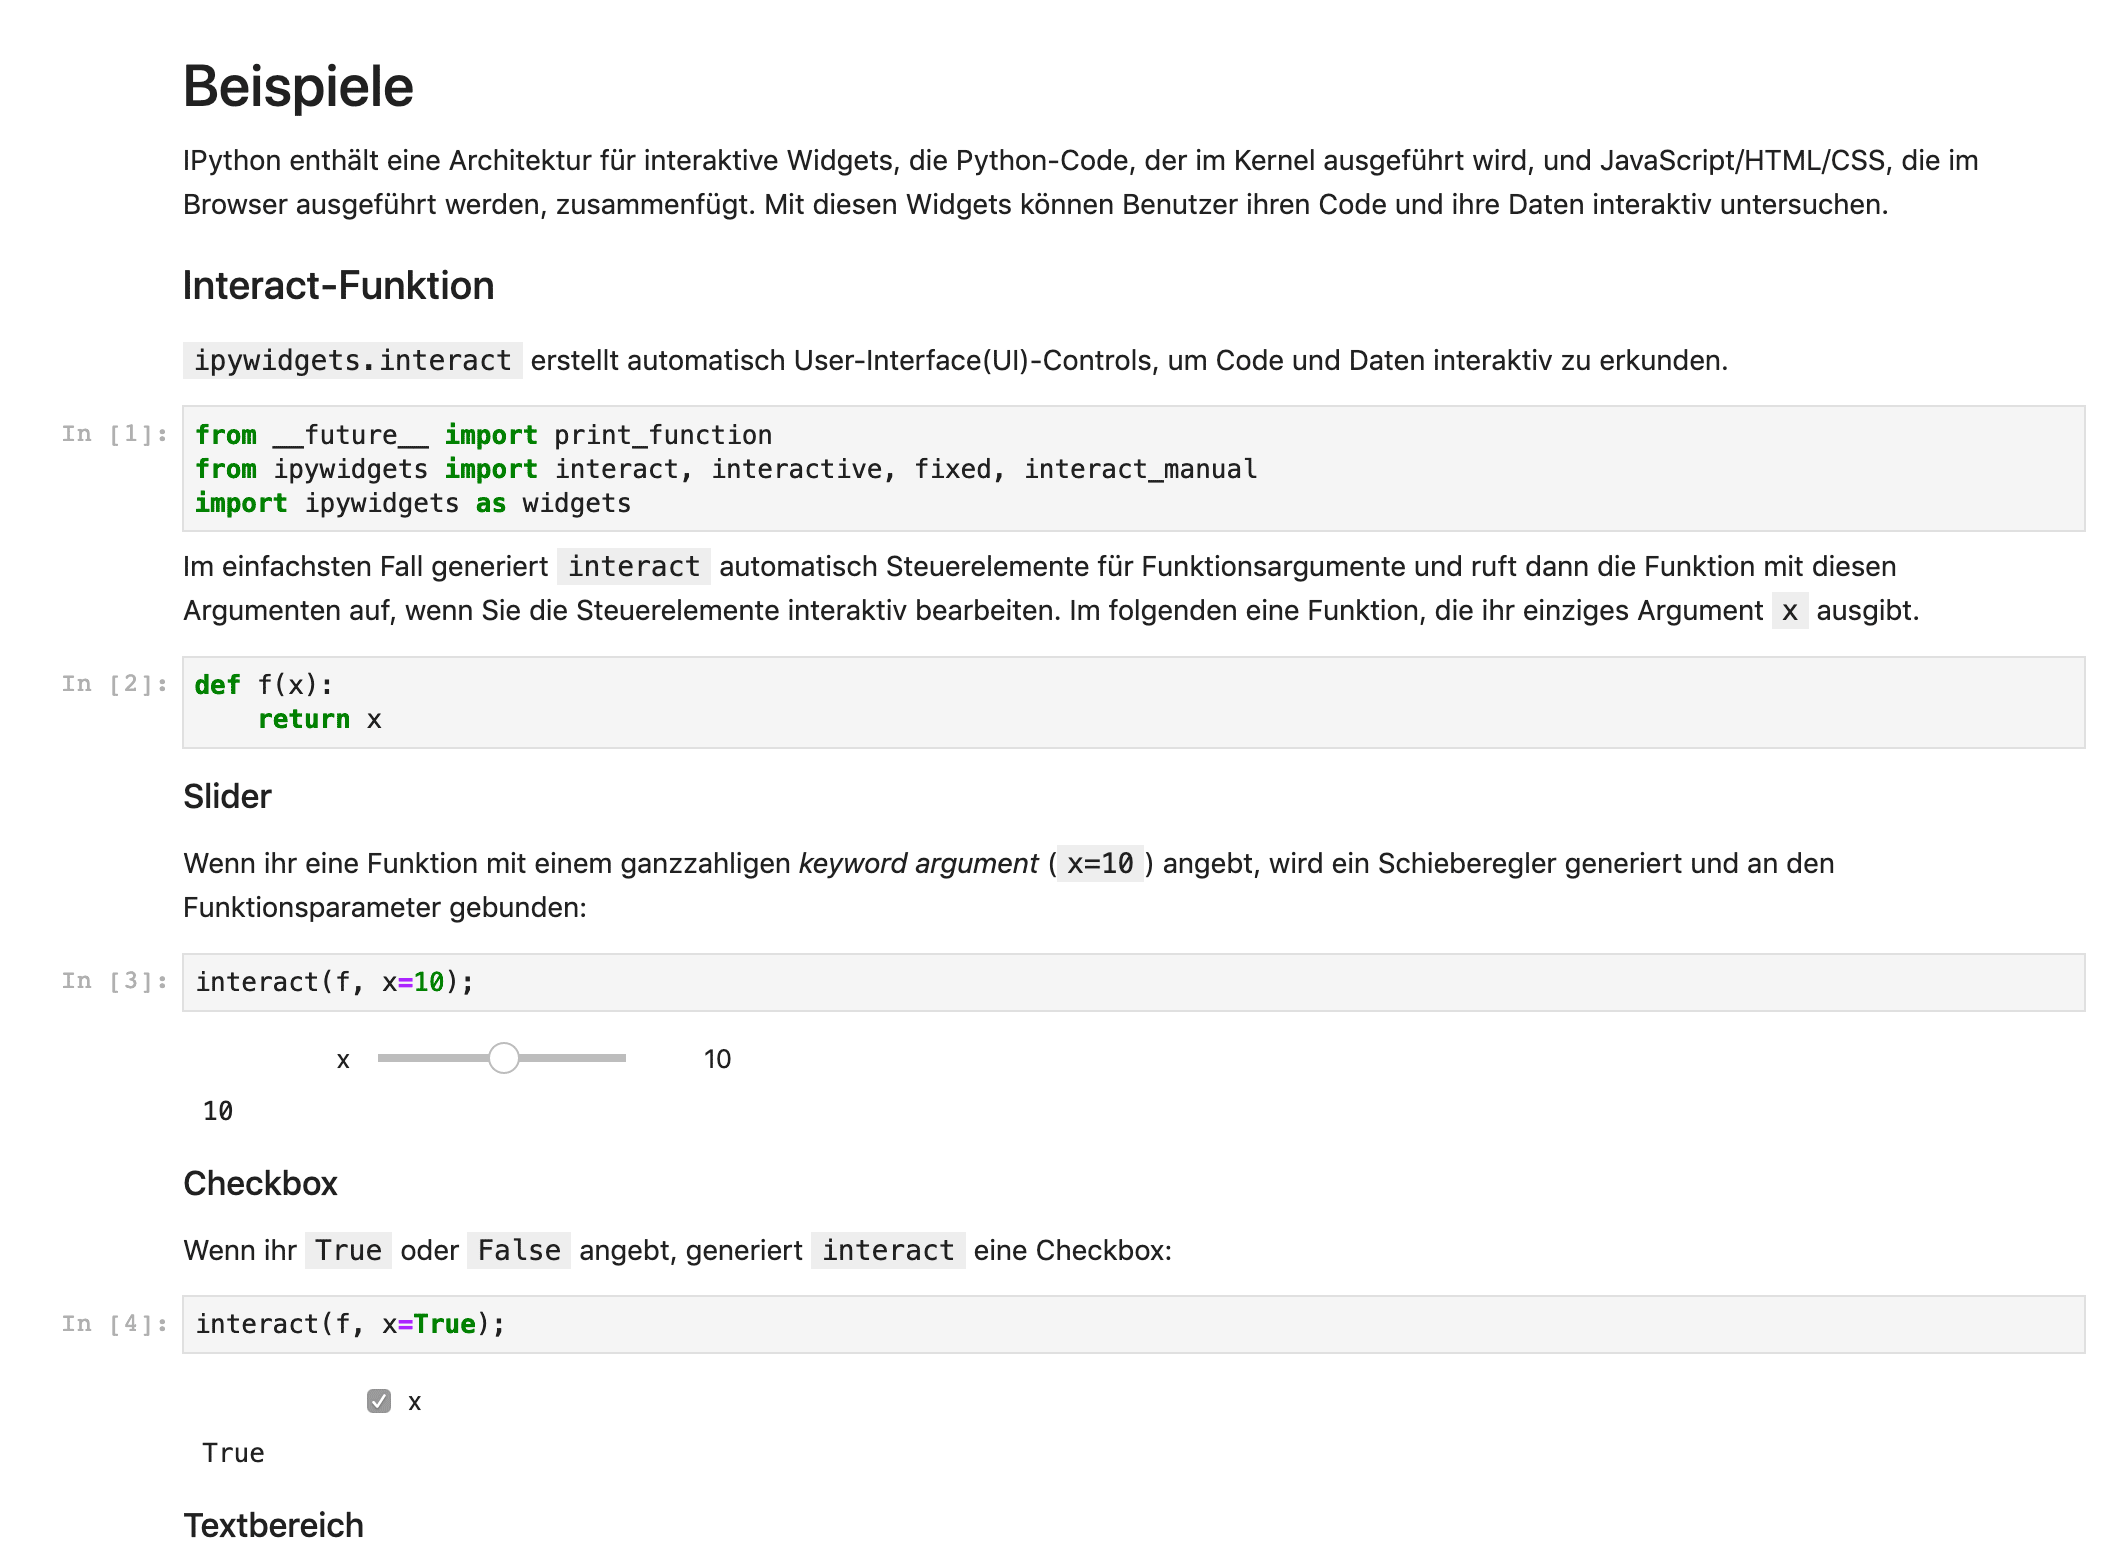 Beispiele
IPython enthält eine Architektur für interaktive Widgets, die Python-Code, der im Kernel ausgeführt wird, und JavaScript/HTML/CSS, die im
Browser ausgeführt werden, zusammenfügt. Mit diesen Widgets können Benutzer ihren Code und ihre Daten interaktiv untersuchen.
Interact-Funktion
ipywidgets.interact erstellt automatisch User-Interface(UI)-Controls, um Code und Daten interaktiv zu erkunden.
In [1]: from __future__ import print_function
from ipywidgets import interact, interactive, fixed, interact_manual
import ipywidgets as widgets
Im einfachsten Fall generiert interact automatisch Steuerelemente für Funktionsargumente und ruft dann die Funktion mit diesen
Argumenten auf, wenn Sie die Steuerelemente interaktiv bearbeiten. Im folgenden eine Funktion, die ihr einziges Argument x ausgibt.
In [2]: def f(x):
    return x
Slider
Wenn ihr eine Funktion mit einem ganzzahligen keyword argument (x=10) angebt, wird ein Schieberegler generiert und an den
Funktionsparameter gebunden:
In [3]: interact(f, x=10);
x 10
10
Checkbox
Wenn ihr True oder False angebt, generiert interact eine Checkbox:
In [4]: interact(f, x=True);
x
True
Textbereich